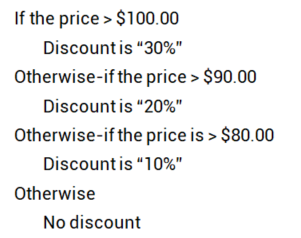 If the price > $100.00
Discount is “30%”
Otherwise-if the price > $90.00
Discount is “20%”
Otherwise-if the price is > $80.00
Discount is “10%”
Otherwise
No discount